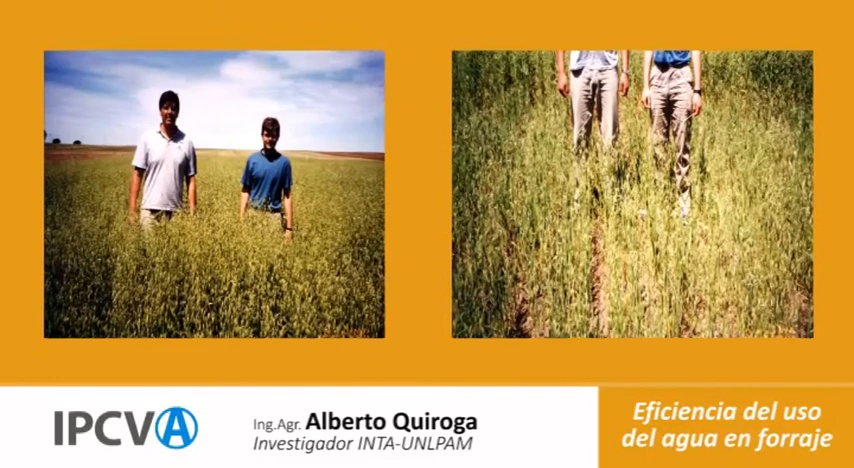 IPCVA
Ing.Agr. Alberto Quiroga
Investigador INTA-UNLPAM
Eficiencia del uso
del agua en forraje